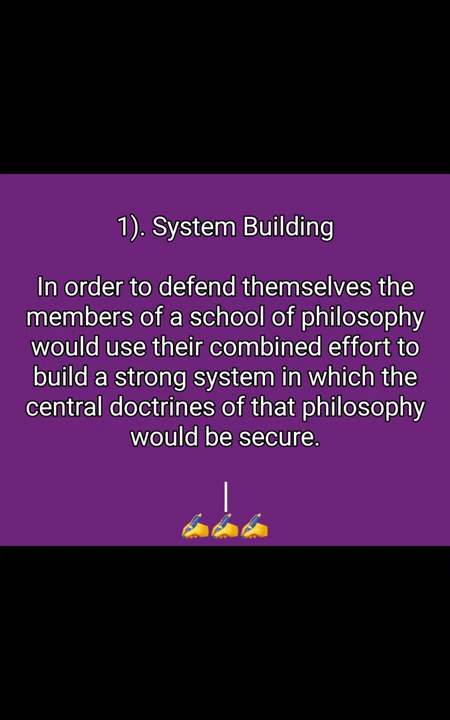 1). System Building
In order to defend themselves the
members of a school of philosophy
would use their combined effort to
build a strong system in which the
central doctrines of that philosophy
would be secure.
|
✍️✍️✍️